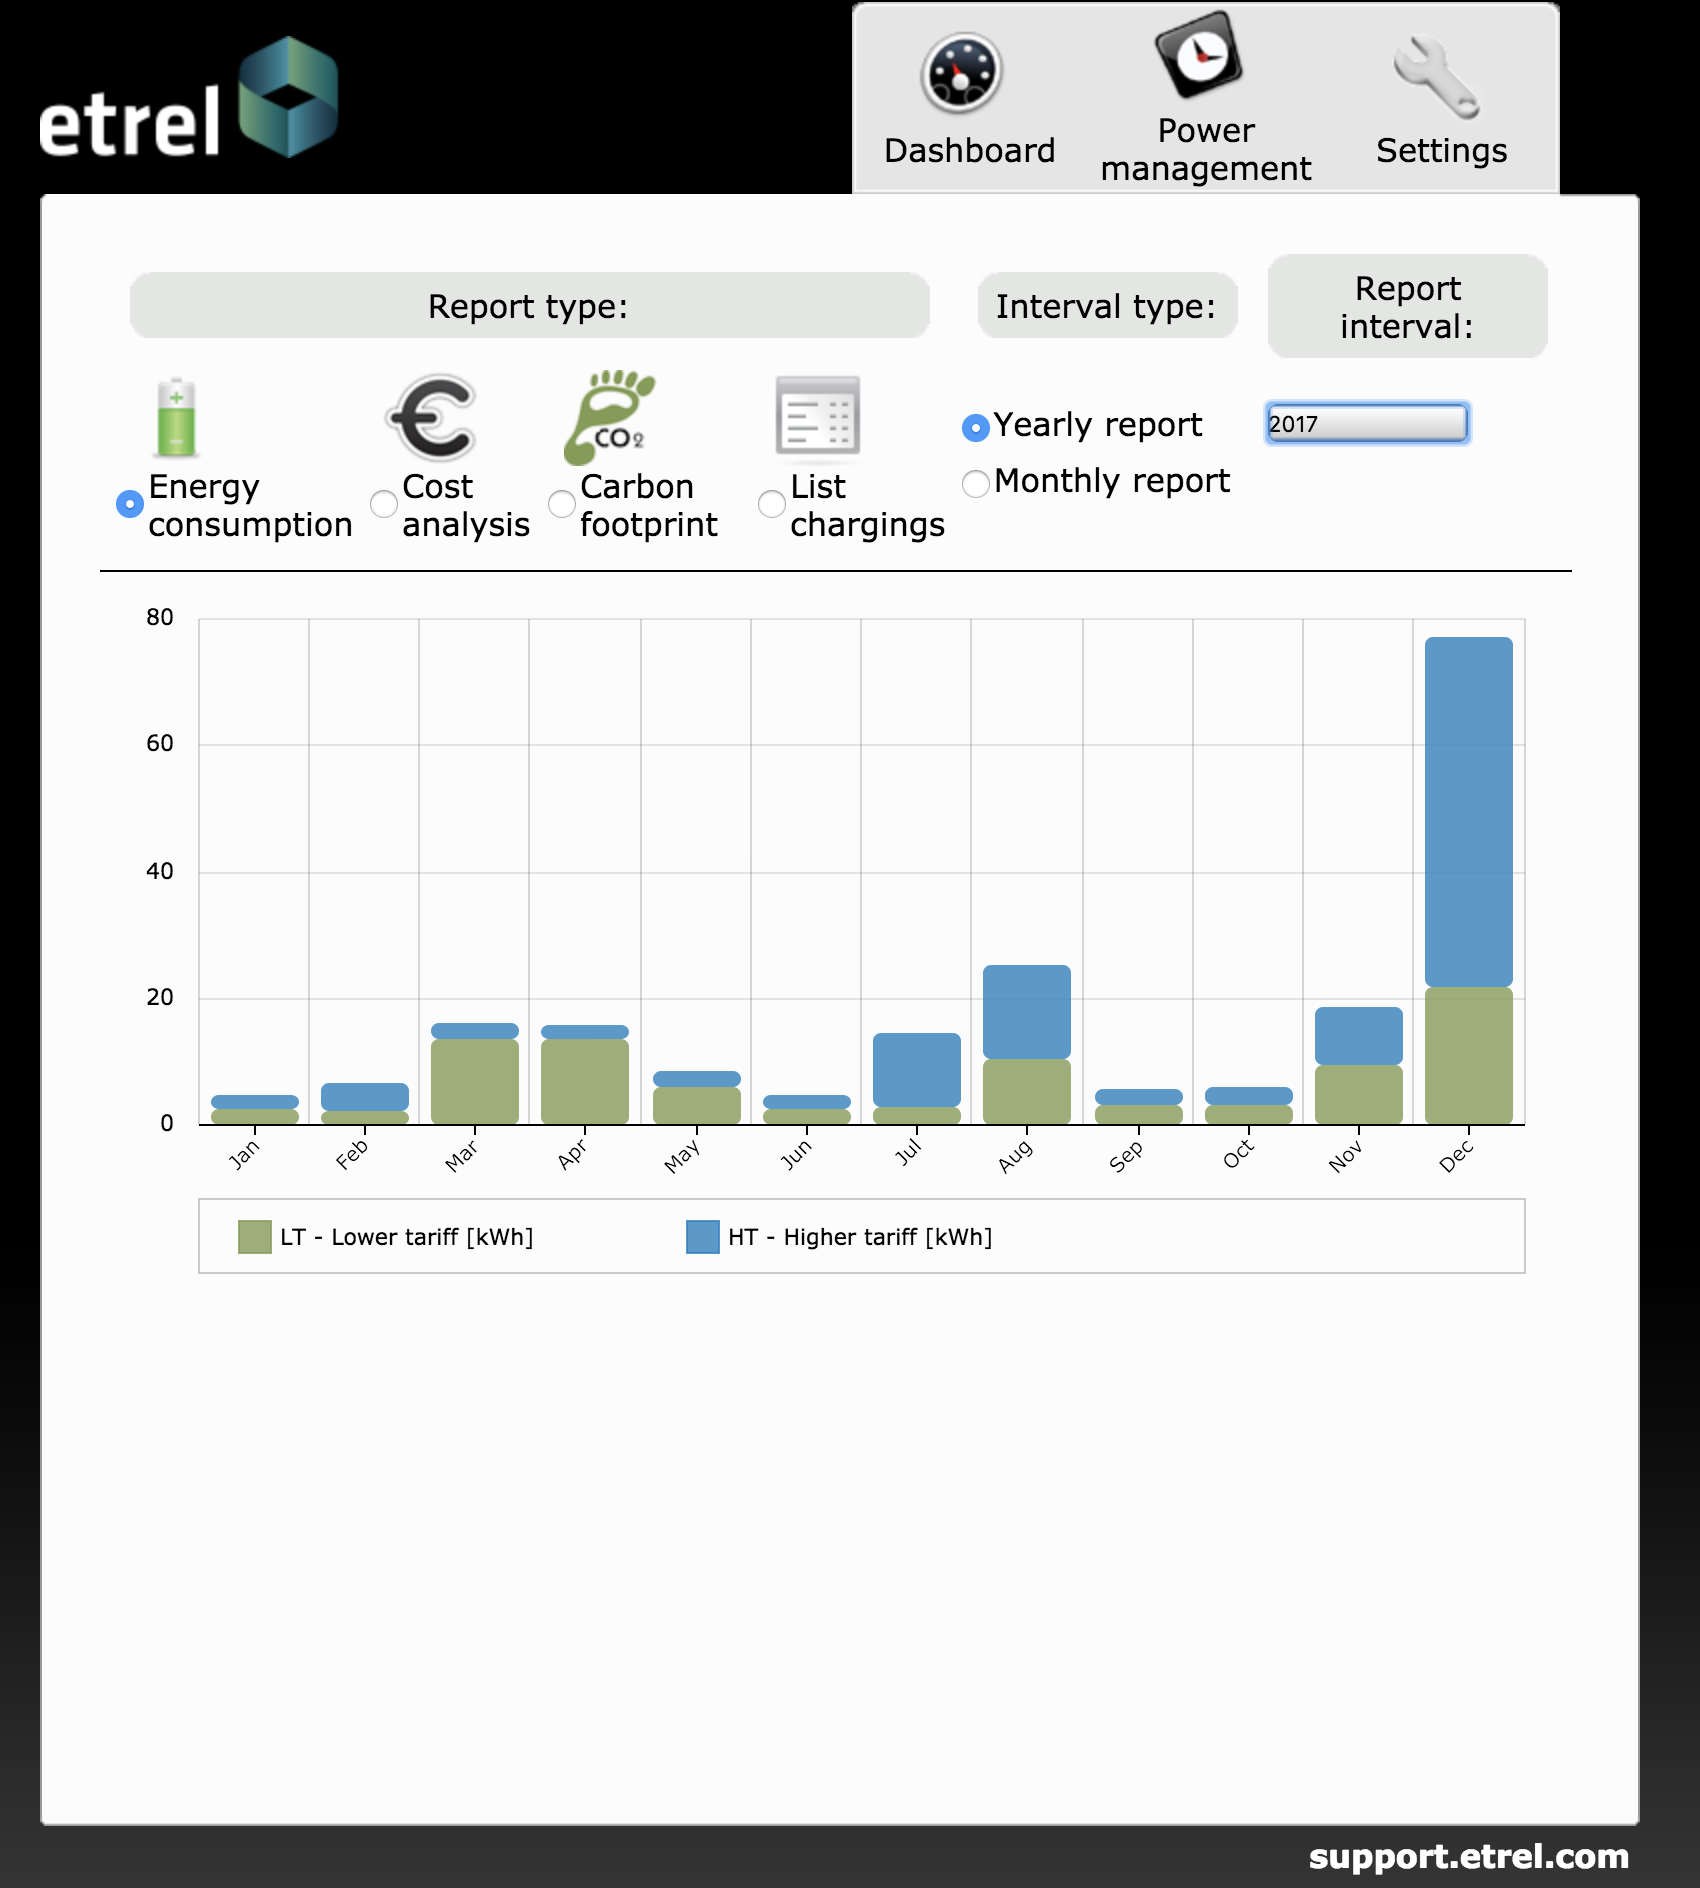 etrel
Dashboard
Power
management
Settings
Report type:
Interval type:
Report
interval:
CO2
Energy
consumption
Cost
analysis
Carbon
footprint
List
chargings
Yearly report
Monthly report
2017
80
60
40
20
0
Jan
Feb
Mar
Apr
May
Jun
Jul
Aug
Sep
Oct
Nov
Dec
LT - Lower tariff [kWh]
HT - Higher tariff [kWh]
support.etrel.com